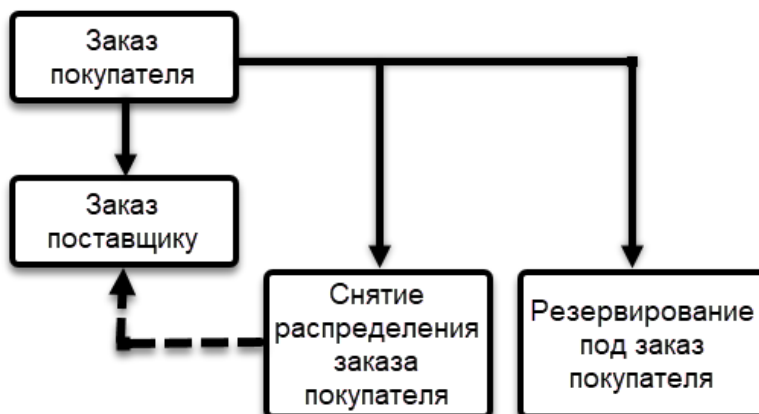 Заказ
покупателя
Заказ
поставщику
Снятие
распределения
заказа
покупателя
Резервирование
под заказ
покупателя